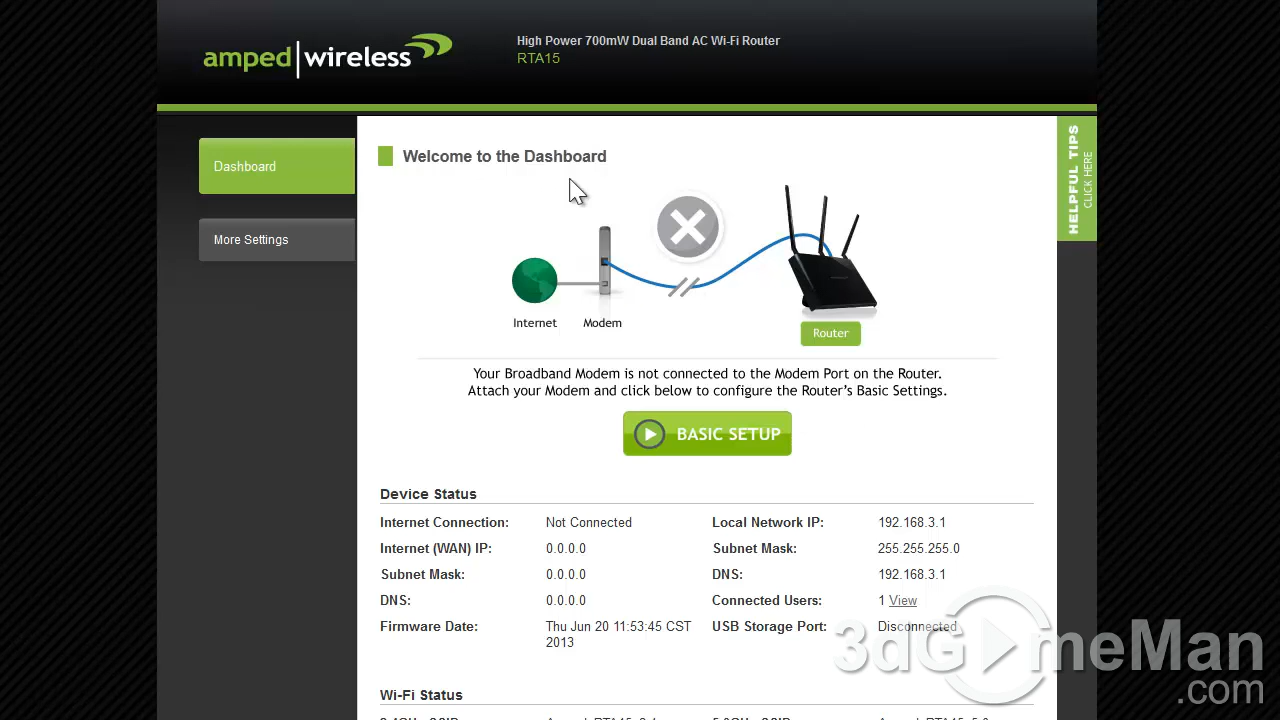 amped|wireless
High Power 700mW Dual Band AC Wi-Fi Router
RTA15
Dashboard
More Settings
HELPFUL TIPS
CLICK HERE
Welcome to the Dashboard
Internet
Modem
Router
Your Broadband Modem is not connected to the Modem Port on the Router.
Attach your Modem and click below to configure the Router's Basic Settings.
BASIC SETUP
Device Status
Internet Connection: Not Connected Local Network IP: 192.168.3.1
Internet (WAN) IP: 0.0.0.0 Subnet Mask: 255.255.255.0
Subnet Mask: 0.0.0.0 DNS: 192.168.3.1
DNS: 0.0.0.0 Connected Users: 1 View
Firmware Date: Thu Jun 20 11:53:45 CST USB Storage Port: Disconnected
2013
3dGameMan
.com
Wi-Fi Status